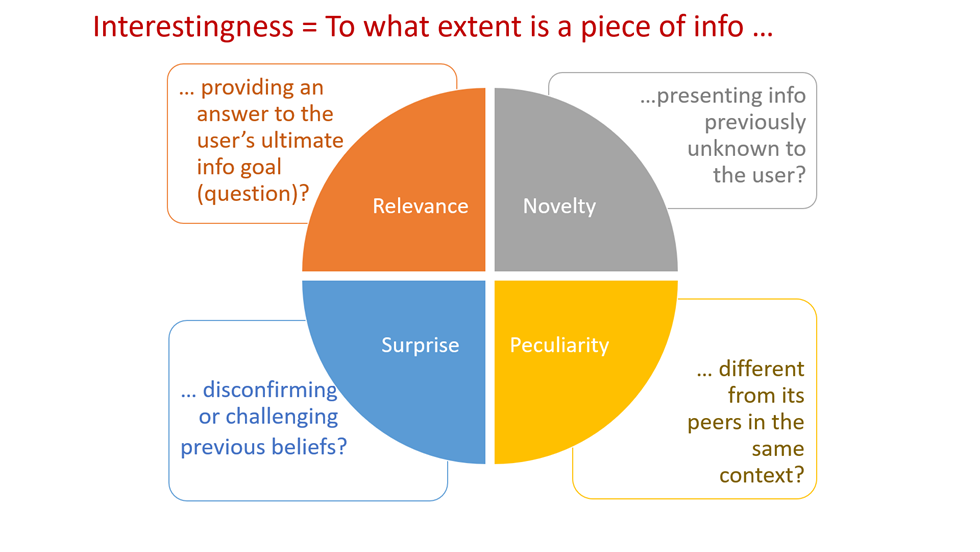 Interestingness = To what extent is a piece of info …
… providing an
answer to the
user’s ultimate
info goal
(question)?
…presenting info
previously
unknown to
the user?
Relevance
Novelty
Surprise
Peculiarity
… disconfirming
or challenging
previous beliefs?
… different
from its
peers in the
same
context?